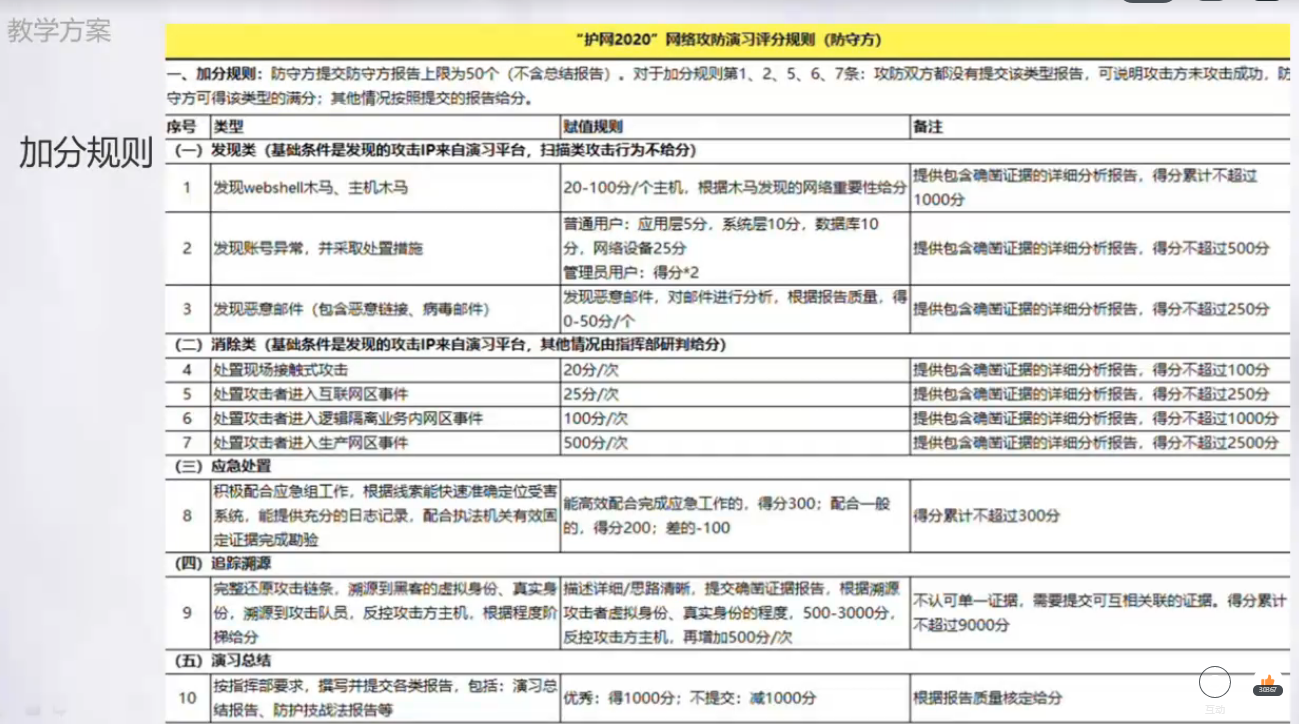 教学方案
加分规则
“护网2020”网络攻防演习评分规则（防守方）
一、加分规则：防守方提交防守方报告上限为50个（不含总结报告）。对于加分规则第1、2、5、6、7条：攻防双方都没有提交该类型报告，可说明攻击方未攻击成功，防
守方可得该类型的满分；其他情况按照提交的报告给分。
序号 类型 赋值规则 备注
（一）发现类（基础条件是发现的攻击IP来自演习平台，扫描类攻击行为不给分）
1 发现webshell木马、主机木马 20-100分/个主机，根据木马发现的网络重要性给分 提供包含确凿证据的详细分析报告，得分累计不超过
1000分
2 发现账号异常，并采取处置措施 普通用户：应用层5分，系统层10分，数据库10
分，网络设备25分
管理员用户：得分*2
提供包含确凿证据的详细分析报告，得分不超过500分
3 发现恶意邮件（包含恶意链接、病毒邮件） 发现恶意邮件，对邮件进行分析，根据报告质量，得
0-50分/个
提供包含确凿证据的详细分析报告，得分不超过250分
（二）消除类（基础条件是发现的攻击IP来自演习平台，其他情况由指挥部研判给分）
4 处置现场接触式攻击 20分/次 提供包含确凿证据的详细分析报告，得分不超过100分
5 处置攻击者进入互联网区事件 25分/次 提供包含确凿证据的详细分析报告，得分不超过250分
6 处置攻击者进入逻辑隔离业务内网区事件 100分/次 提供包含确凿证据的详细分析报告，得分不超过1000分
7 处置攻击者进入生产网区事件 500分/次 提供包含确凿证据的详细分析报告，得分不超过2500分
（三）应急处置
8 积极配合应急组工作，根据线索能快速准确定位受害
系统，能提供充分的日志记录，配合执法机关有效固
定证据完成勘验
能高效配合完成应急工作的，得分300；配合一般
的，得分200；差的-100
得分累计不超过300分
（四）追踪溯源
9 完整还原攻击链条，溯源到黑客的虚拟身份、真实身
份，溯源到攻击队员，反控攻击方主机，根据程度阶
梯给分
描述详细/思路清晰，提交确凿证据报告，根据溯源
攻击者虚拟身份、真实身份的程度，500-3000分，
反控攻击方主机，再增加500分/次
不认可单一证据，需要提交可互相关联的证据。得分累计
不超过9000分
（五）演习总结
10 按指挥部要求，撰写并提交各类报告，包括：演习总
结报告、防护技战法报告等
优秀：得1000分；不提交：减1000分
根据报告质量核定给分
互助
30367